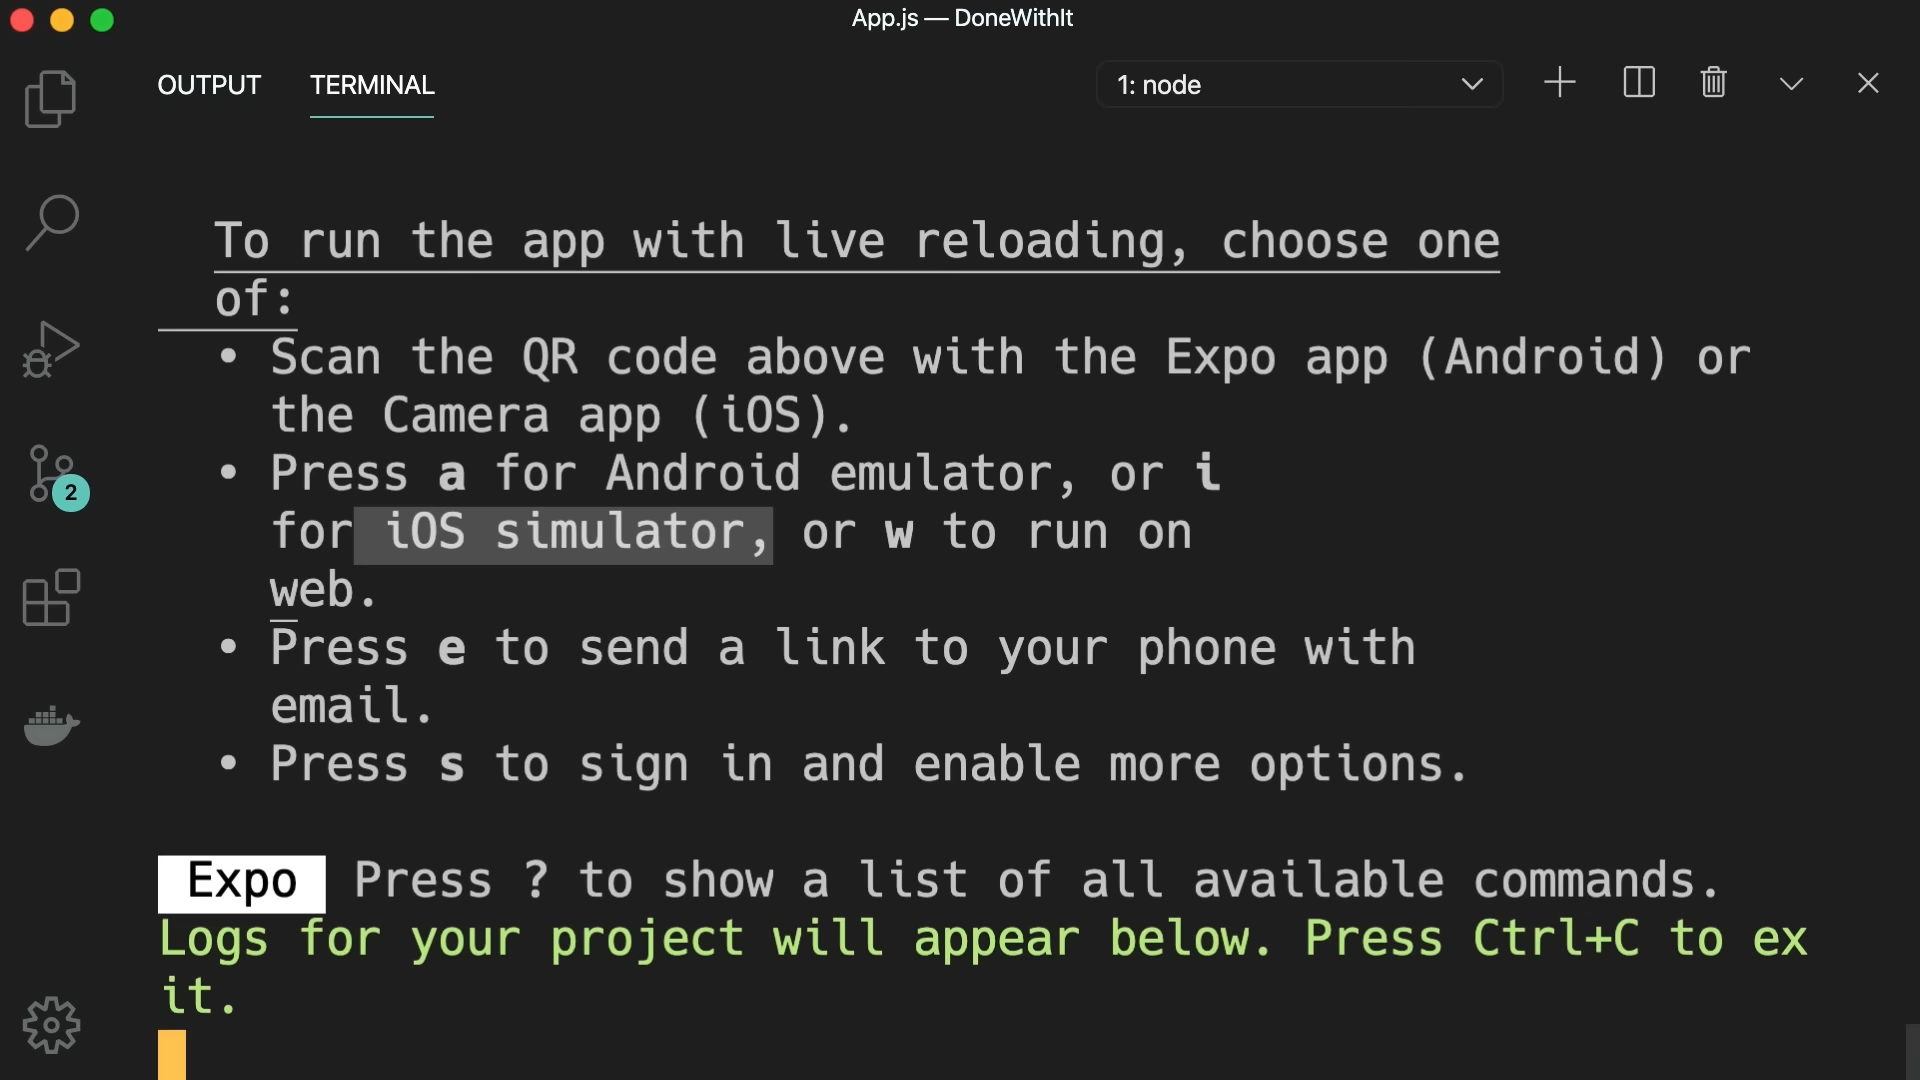 App.js — DoneWithIt
OUTPUT TERMINAL 1: node
To run the app with live reloading, choose one
of:
• Scan the QR code above with the Expo app (Android) or
the Camera app (iOS).
• Press a for Android emulator, or i
for iOS simulator, or w to run on
web.
• Press e to send a link to your phone with
email.
• Press s to sign in and enable more options.
2
Expo Press ? to show a list of all available commands.
Logs for your project will appear below. Press Ctrl+C to ex
it.